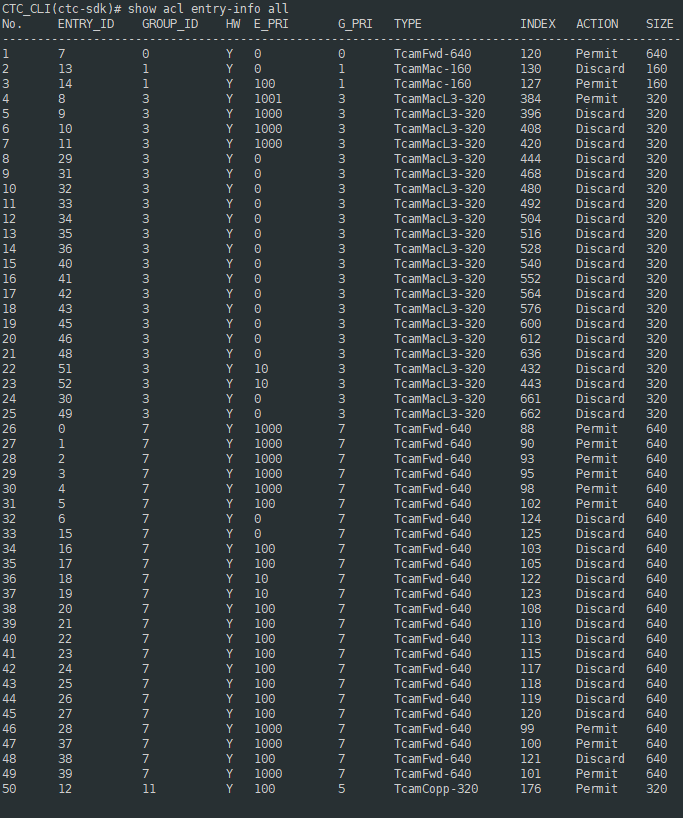 CTC_CLI(ctc-sdk)# show acl entry-info all
No. ENTRY_ID GROUP_ID HW E_PRI G_PRI TYPE INDEX ACTION SIZE
-------------------------------------------------------------------------------------------------
1 7 0 Y 0 0 TcamFwd-640 120 Permit 640
2 13 1 Y 0 1 TcamMac-160 130 Discard 160
3 14 1 Y 100 1 TcamMac-160 127 Permit 160
4 8 3 Y 1001 3 TcamMacL3-320 384 Permit 320
5 9 3 Y 1000 3 TcamMacL3-320 396 Discard 320
6 10 3 Y 1000 3 TcamMacL3-320 408 Discard 320
7 11 3 Y 1000 3 TcamMacL3-320 420 Discard 320
8 29 3 Y 0 3 TcamMacL3-320 444 Discard 320
9 31 3 Y 0 3 TcamMacL3-320 468 Discard 320
10 32 3 Y 0 3 TcamMacL3-320 480 Discard 320
11 33 3 Y 0 3 TcamMacL3-320 492 Discard 320
12 34 3 Y 0 3 TcamMacL3-320 504 Discard 320
13 35 3 Y 0 3 TcamMacL3-320 516 Discard 320
14 36 3 Y 0 3 TcamMacL3-320 528 Discard 320
15 40 3 Y 0 3 TcamMacL3-320 540 Discard 320
16 41 3 Y 0 3 TcamMacL3-320 552 Discard 320
17 42 3 Y 0 3 TcamMacL3-320 564 Discard 320
18 43 3 Y 0 3 TcamMacL3-320 576 Discard 320
19 45 3 Y 0 3 TcamMacL3-320 600 Discard 320
20 46 3 Y 0 3 TcamMacL3-320 612 Discard 320
21 48 3 Y 0 3 TcamMacL3-320 636 Discard 320
22 51 3 Y 10 3 TcamMacL3-320 432 Discard 320
23 52 3 Y 10 3 TcamMacL3-320 443 Discard 320
24 30 3 Y 0 3 TcamMacL3-320 661 Discard 320
25 49 3 Y 0 3 TcamMacL3-320 662 Discard 320
26 0 7 Y 1000 7 TcamFwd-640 88 Permit 640
27 1 7 Y 1000 7 TcamFwd-640 90 Permit 640
28 2 7 Y 1000 7 TcamFwd-640 93 Permit 640
29 3 7 Y 1000 7 TcamFwd-640 95 Permit 640
30 4 7 Y 1000 7 TcamFwd-640 98 Permit 640
31 5 7 Y 100 7 TcamFwd-640 102 Permit 640
32 6 7 Y 0 7 TcamFwd-640 124 Discard 640
33 15 7 Y 0 7 TcamFwd-640 125 Discard 640
34 16 7 Y 100 7 TcamFwd-640 103 Discard 640
35 17 7 Y 100 7 TcamFwd-640 105 Discard 640
36 18 7 Y 10 7 TcamFwd-640 122 Discard 640
37 19 7 Y 10 7 TcamFwd-640 123 Discard 640
38 20 7 Y 100 7 TcamFwd-640 108 Discard 640
39 21 7 Y 100 7 TcamFwd-640 110 Discard 640
40 22 7 Y 100 7 TcamFwd-640 113 Discard 640
41 23 7 Y 100 7 TcamFwd-640 115 Discard 640
42 24 7 Y 100 7 TcamFwd-640 117 Discard 640
43 25 7 Y 100 7 TcamFwd-640 118 Discard 640
44 26 7 Y 100 7 TcamFwd-640 119 Discard 640
45 27 7 Y 100 7 TcamFwd-640 120 Discard 640
46 28 7 Y 1000 7 TcamFwd-640 99 Permit 640
47 37 7 Y 1000 7 TcamFwd-640 100 Permit 640
48 38 7 Y 100 7 TcamFwd-640 121 Discard 640
49 39 7 Y 1000 7 TcamFwd-640 101 Permit 640
50 12 11 Y 100 5 TcamCopp-320 176 Permit 320